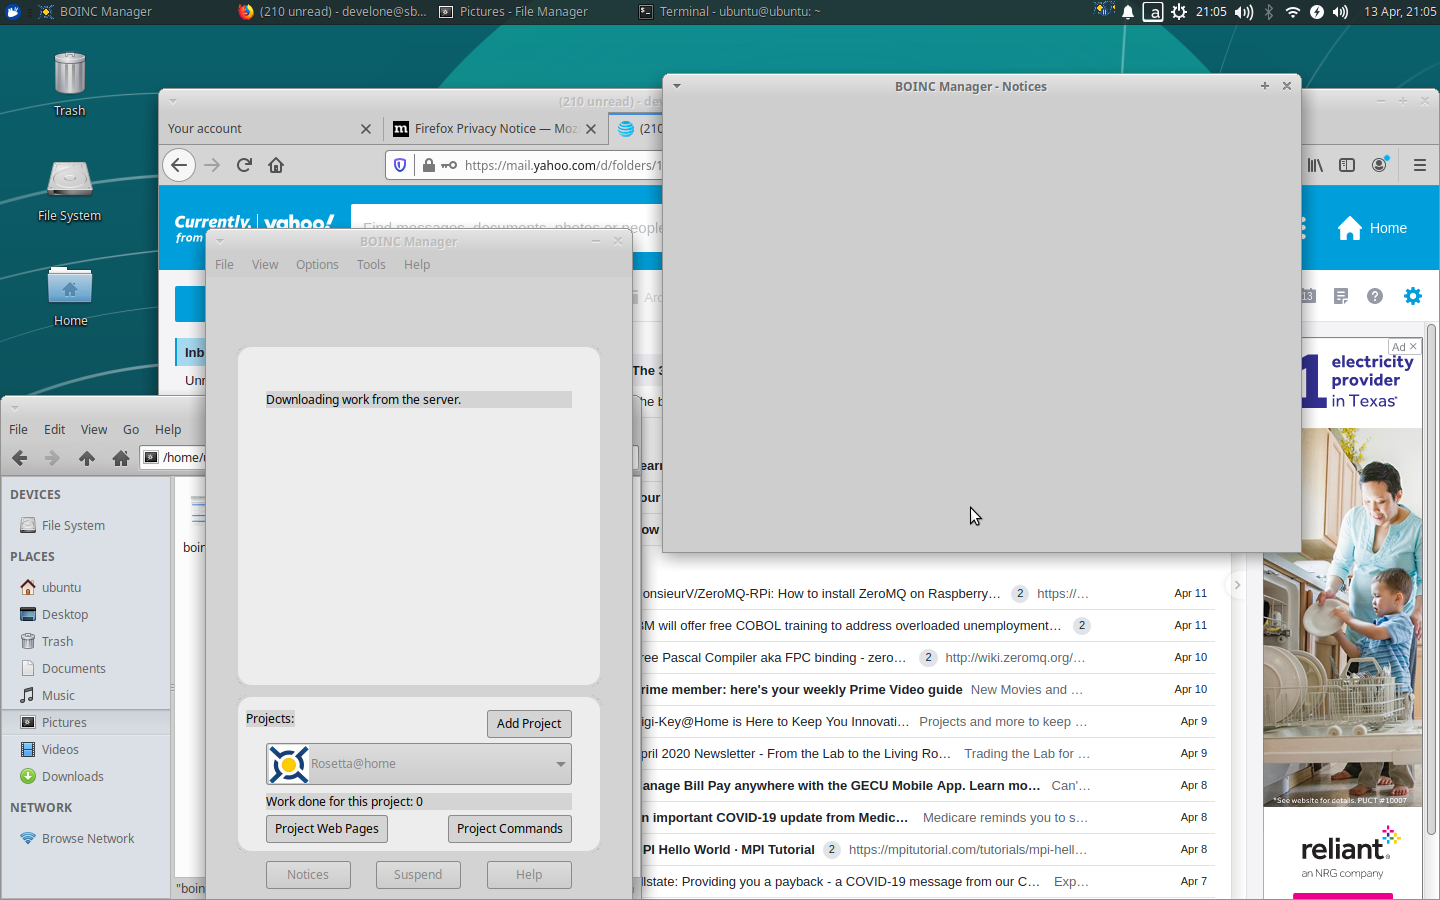 BOINC Manager
(210 unread) - develone@sb...
Pictures - File Manager
Terminal - ubuntu@ubuntu: ~
a
21:05
13 Apr, 21:05
Trash
File System
Home
(210 unread) - dev
Your account
Firefox Privacy Notice — Moz
(210
https://mail.yahoo.com/d/folders/1
Currently,
from
yahoo!
Find messages, documents, photos or people
Home
BOINC Manager - Notices
13
Arc
Inb
Unr
BOINC Manager
File View Options Tools Help
Downloading work from the server.
Projects:
Add Project
Rosetta@home
Work done for this project: 0
Project Web Pages
Project Commands
Notices
Suspend
Help
File Edit View Go Help
/home/u
DEVICES
File System
PLACES
ubuntu
Desktop
Trash
Documents
Music
Pictures
Videos
Downloads
NETWORK
Browse Network
boin
"boin
The 3
he b
earn
our
ow
onsieurV/ZeroMQ-RPi: How to install ZeroMQ on Raspberry… 2 https://… Apr 11
BM will offer free COBOL training to address overloaded unemployment… 2 Apr 11
ree Pascal Compiler aka FPC binding - zero… 2 http://wiki.zeromq.org/… Apr 10
rime member: here's your weekly Prime Video guide New Movies and … Apr 10
igi-Key@Home is Here to Keep You Innovati… Projects and more to keep … Apr 9
pril 2020 Newsletter - From the Lab to the Living Ro… Trading the Lab for … Apr 9
anage Bill Pay anywhere with the GECU Mobile App. Learn mo… Can'… Apr 8
n important COVID-19 update from Medic… Medicare reminds you to s… Apr 8
PI Hello World · MPI Tutorial 2 https://mpitutorial.com/tutorials/mpi-hell… Apr 8
llstate: Providing you a payback - a COVID-19 message from our C… Exp… Apr 7
Ad
1
electricity
provider
in Texas*
*See website for details. PUCT #10007
reliant
an NRG company